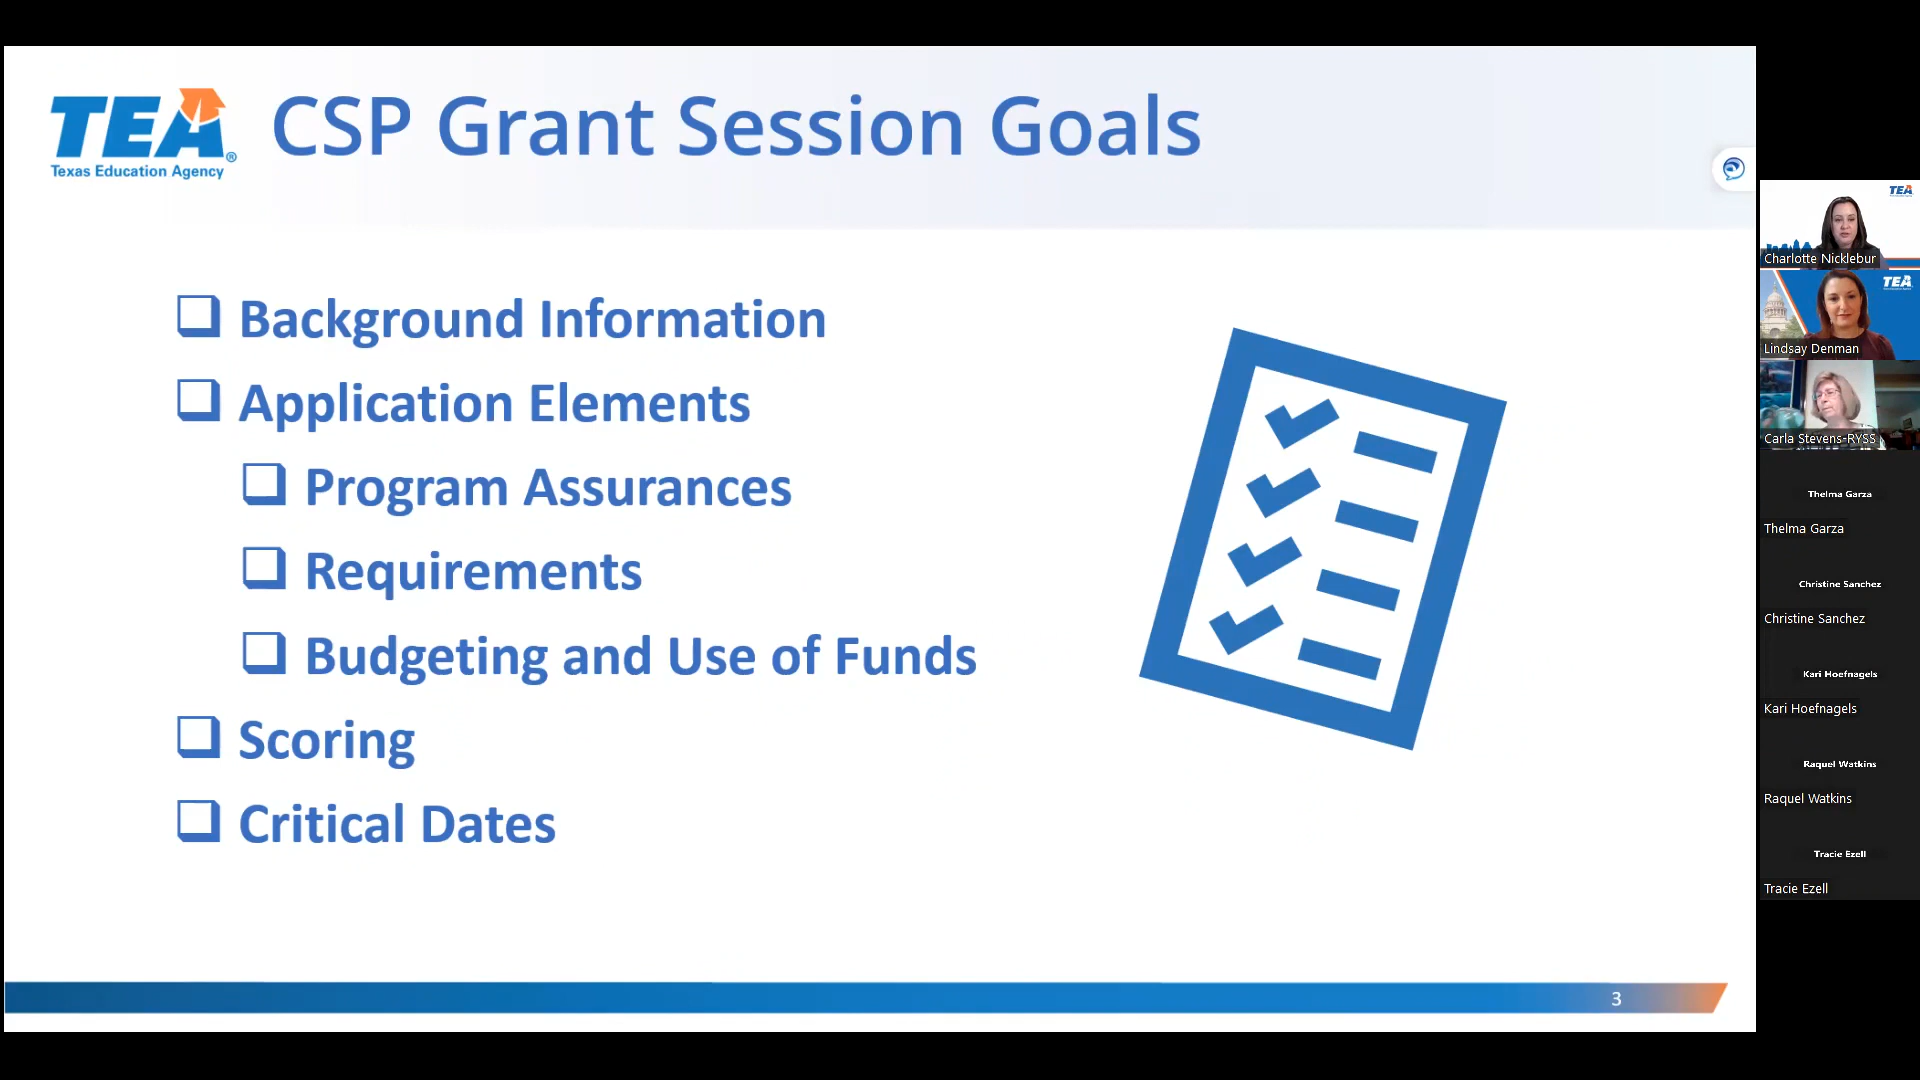 TEA
Texas Education Agency
®
CSP Grant Session Goals
Background Information
Application Elements
Program Assurances
Requirements
Budgeting and Use of Funds
Scoring
Critical Dates
3
TEA
Charlotte Nicklebur
TEA
Lindsay Denman
Carla Stevens-RYSS
Thelma Garza
Thelma Garza
Christine Sanchez
Christine Sanchez
Kari Hoefnagels
Kari Hoefnagels
Raquel Watkins
Raquel Watkins
Tracie Ezell
Tracie Ezell